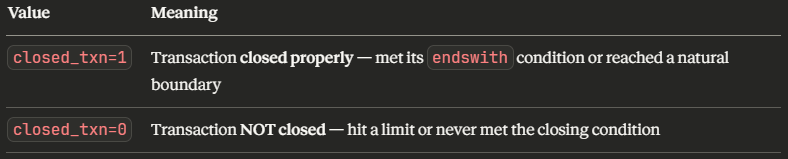 Value Meaning
closed_txn=1 Transaction closed properly — met its endswith condition or reached a natural
boundary
closed_txn=0 Transaction NOT closed — hit a limit or never met the closing condition